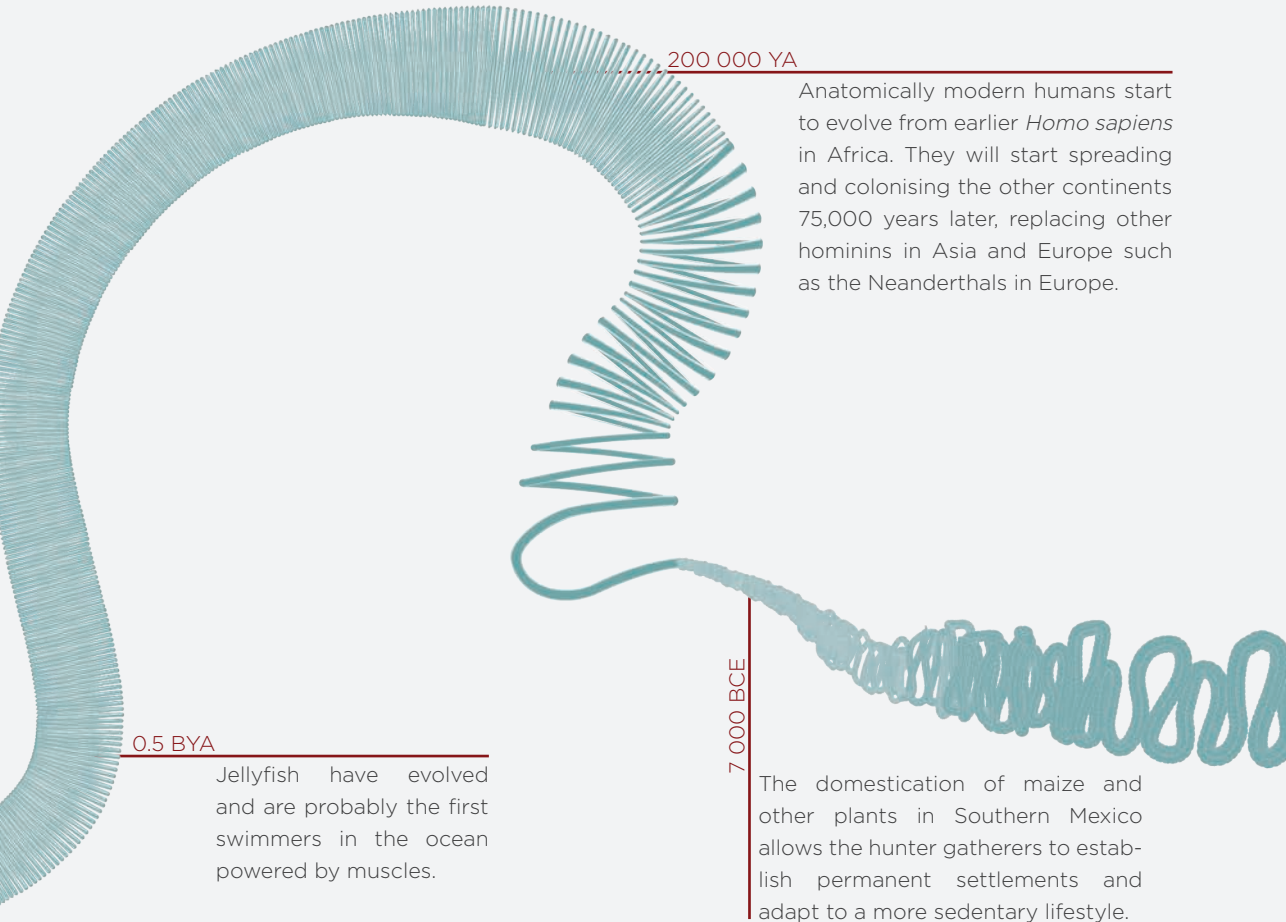 200 000 YA
Anatomically modern humans start
to evolve from earlier Homo sapiens
in Africa. They will start spreading
and colonising the other continents
75,000 years later, replacing other
hominins in Asia and Europe such
as the Neanderthals in Europe.
0.5 BYA
Jellyfish have evolved
and are probably the first
swimmers in the ocean
powered by muscles.
7 000 BCE
The domestication of maize and
other plants in Southern Mexico
allows the hunter gatherers to estab-
lish permanent settlements and
adapt to a more sedentary lifestyle.